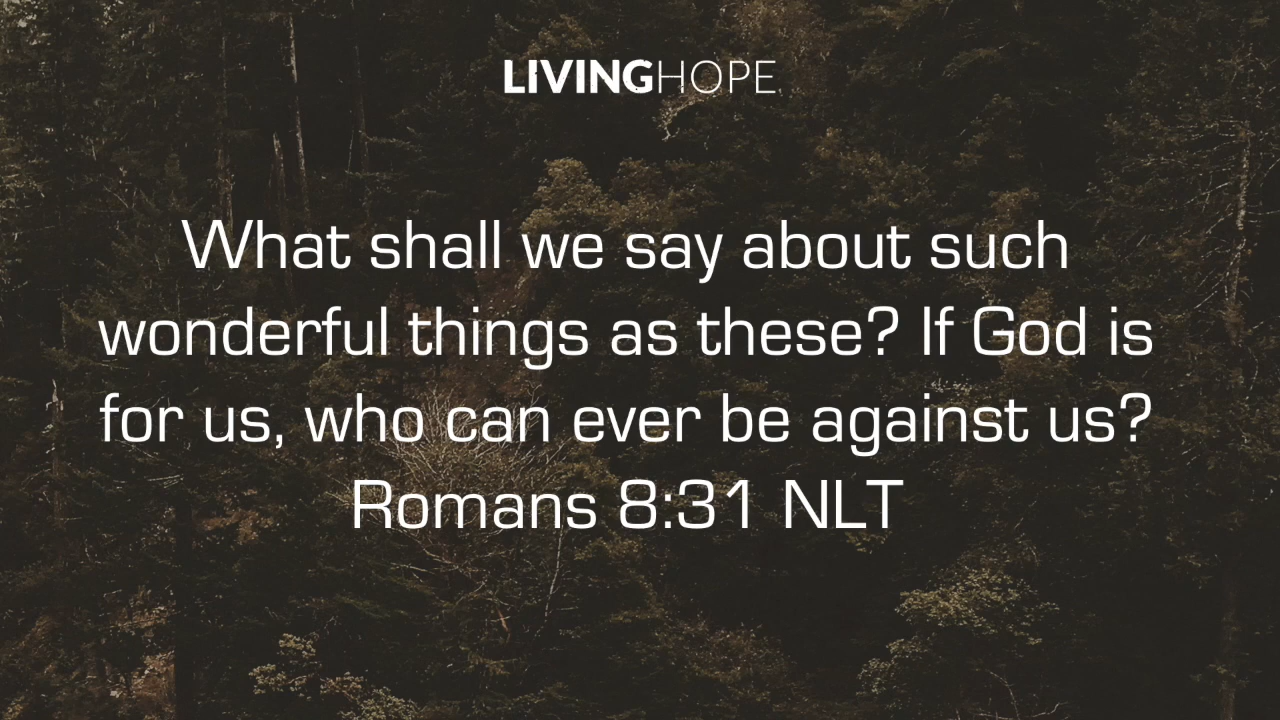 LIVINGHOPE
What shall we say about such
wonderful things as these? If God is
for us, who can ever be against us?
Romans 8:31 NLT